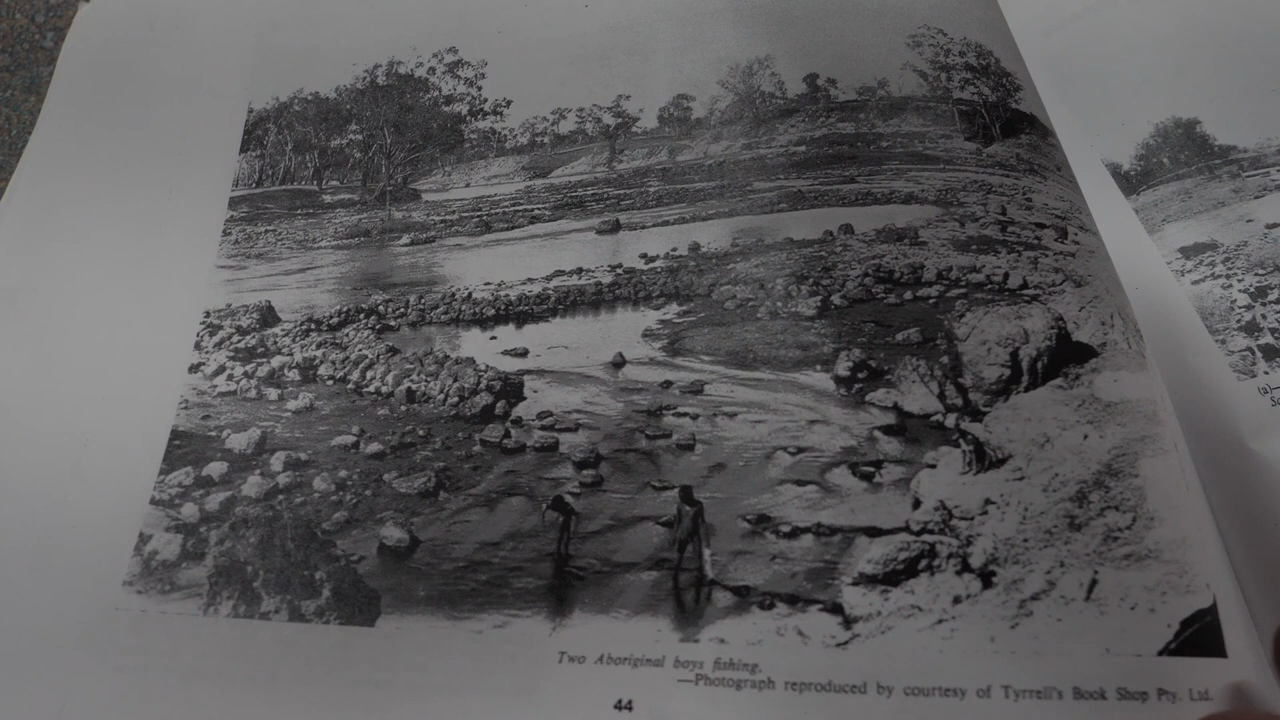 Two Aboriginal boys fishing.
—Photograph reproduced by courtesy of Tyrrell's Book Shop Pty. Ltd.
44
(a)—